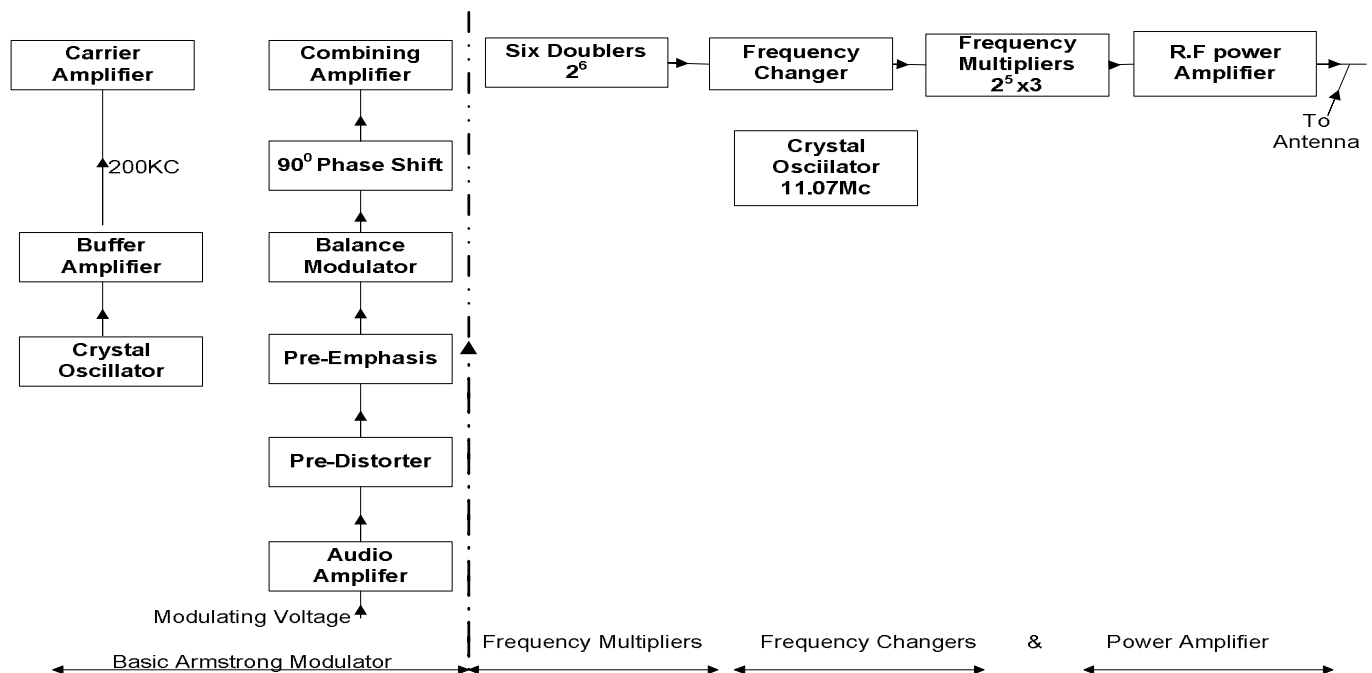 Carrier
Amplifier
Combining
Amplifier
Six Doublers
2⁶
Frequency
Changer
Frequency
Multipliers
2⁵ x3
R.F power
Amplifier
To
Antenna
Crystal
Osciilator
11.07Mc
90⁰ Phase Shift
200KC
Buffer
Amplifier
Balance
Modulator
Crystal
Oscillator
Pre-Emphasis
Pre-Distorter
Audio
Amplifer
Modulating Voltage
Basic Armstrong Modulator
Frequency Multipliers
Frequency Changers
&
Power Amplifier